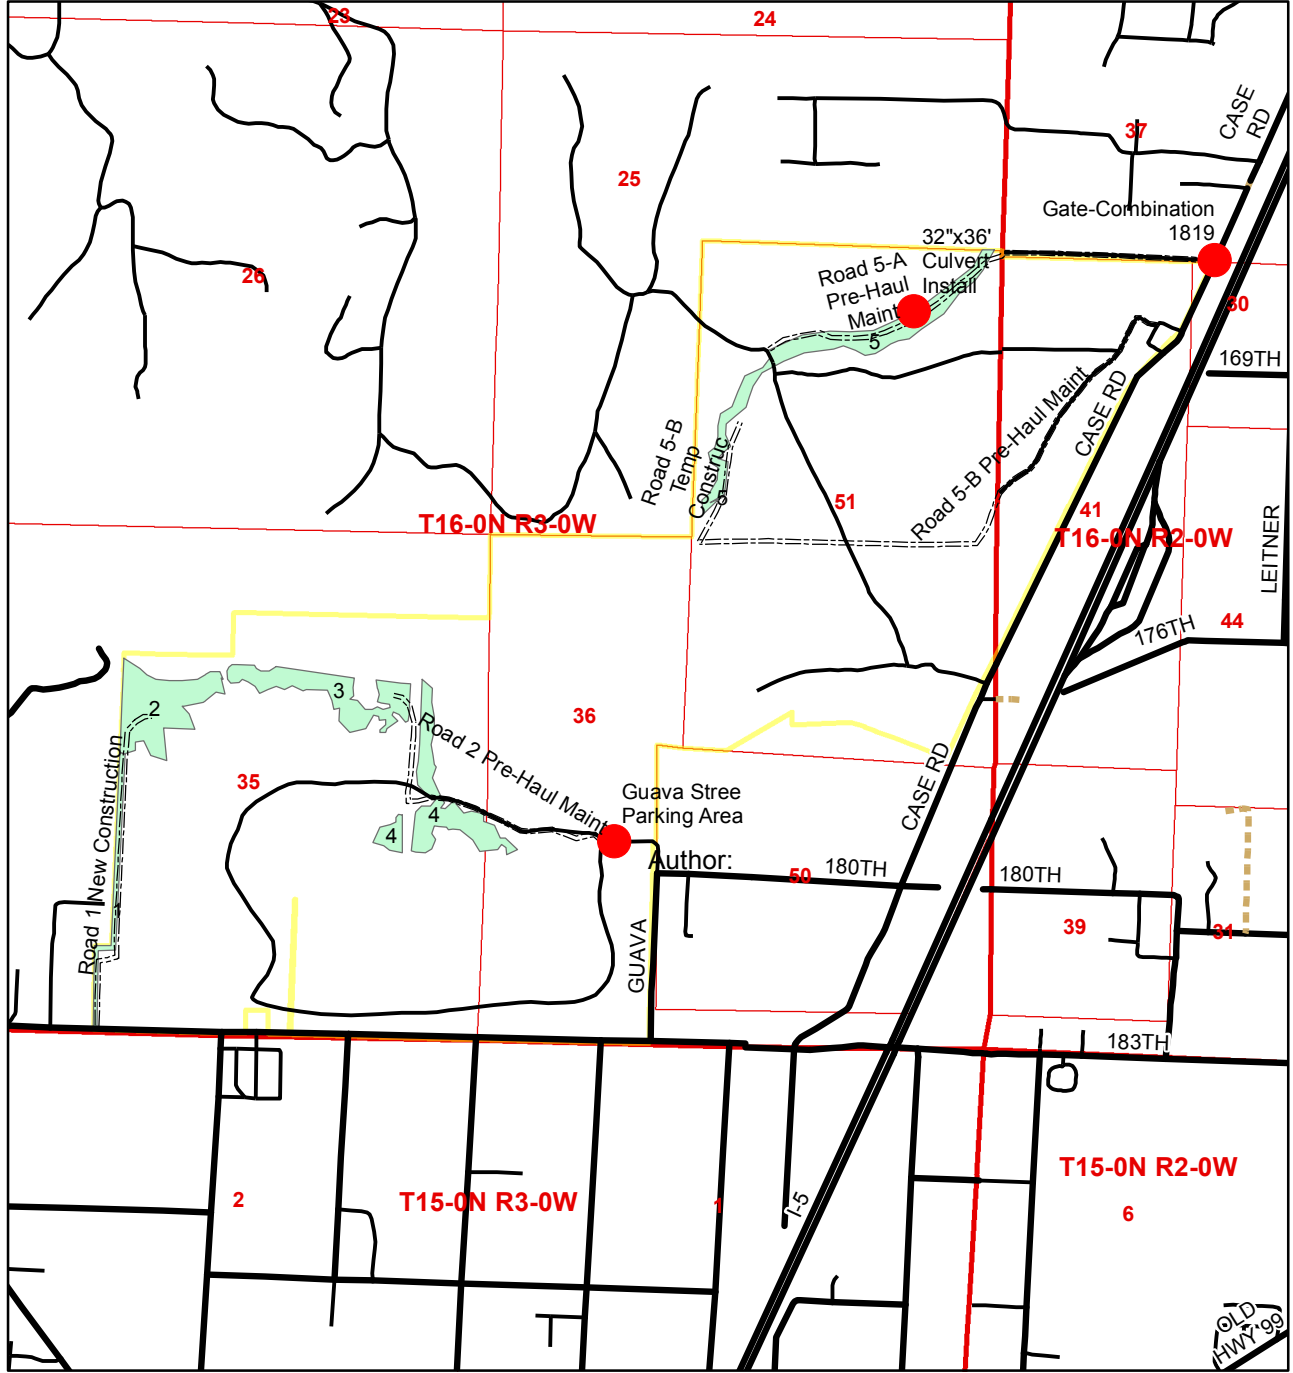 23
24
CASE
RD
37
25
Gate-Combination
1819
32"x36'
Culvert
Install
Road 5-A
Pre-Haul
Maint
26
30
5
169TH
CASE RD
Road 5-B Pre-Haul Maint
Road 5-B
Temp
Construc
5
51
41
T16-0N R3-0W
T16-0N R2-0W
LEITNER
44
176TH
2
3
36
Road 2 Pre-Haul Maint
35
Road 1 New Construction
CASE RD
Guava Stree
Parking Area
4
4
Author:
50
180TH
180TH
39
31
GUAVA
183TH
T15-0N R2-0W
2
T15-0N R3-0W
1
I-5
6
OLD
HWY 99